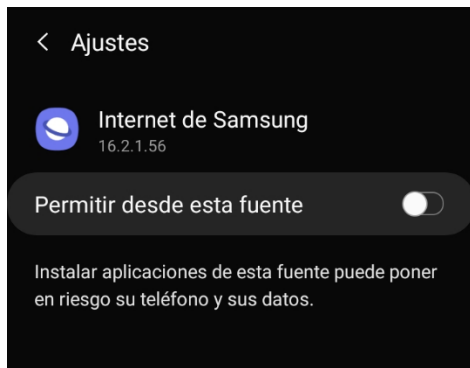 Ajustes
Internet de Samsung
16.2.1.56
Permitir desde esta fuente
Instalar aplicaciones de esta fuente puede poner
en riesgo su teléfono y sus datos.